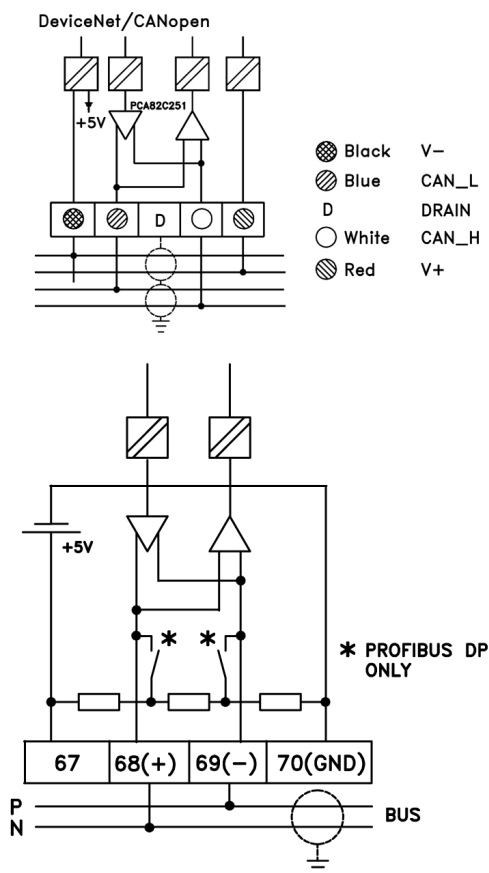 DeviceNet/CANopen
PCA82C251
+5V
Black V-
Blue CAN_L
D DRAIN
White CAN_H
Red V+
D
+5V
* *
* PROFIBUS DP
ONLY
67 68(+) 69(-) 70(GND)
P
N
BUS